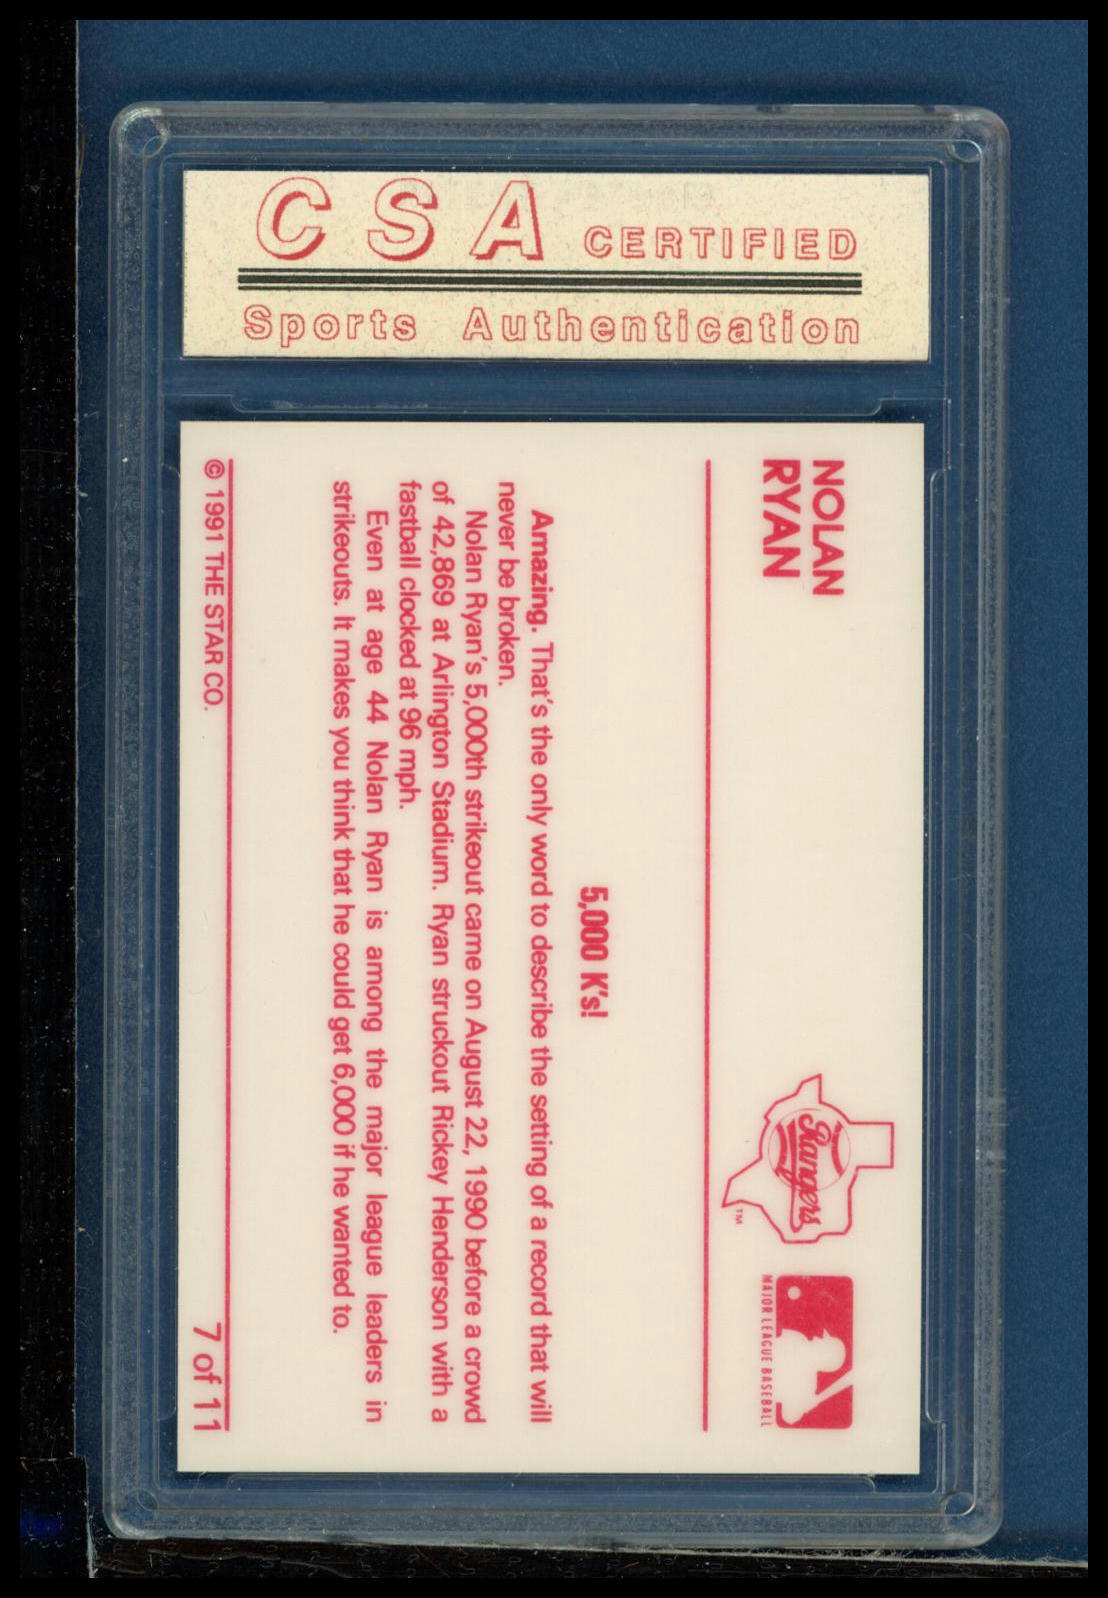 C S A CERTIFIED
Sports Authentication
NOLAN
RYAN
Rangers
TM
MAJOR LEAGUE BASEBALL
5,000 K's!
Amazing. That's the only word to describe the setting of a record that will
never be broken.
Nolan Ryan's 5,000th strikeout came on August 22, 1990 before a crowd
of 42,869 at Arlington Stadium. Ryan struckout Rickey Henderson with a
fastball clocked at 96 mph.
Even at age 44 Nolan Ryan is among the major league leaders in
strikeouts. It makes you think that he could get 6,000 if he wanted to.
© 1991 THE STAR CO.
7 of 11